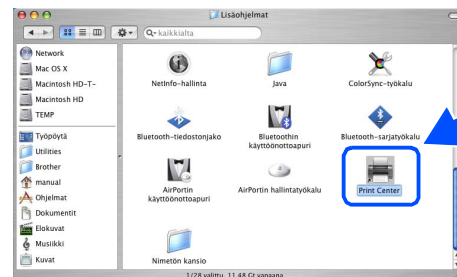 Lisäohjelmat
Q- kaikkialta
Network
Mac OS X
Macintosh HD-T-
Macintosh HD
TEMP
Työpöytä
Utilities
Brother
manual
Ohjelmat
Dokumentit
Elokuvat
Musiikki
Kuvat
NetInfo-hallinta
Java
ColorSync-työkalu
Bluetooth-tiedostonjako
Bluetoothin
käyttöönottoapuri
Bluetooth-sarjatyökalu
AirPortin
käyttöönottoapuri
AirPortin hallintatyökalu
Print Center
Nimetön kansio
1/28 valittu, 11,48 Gt vapaana